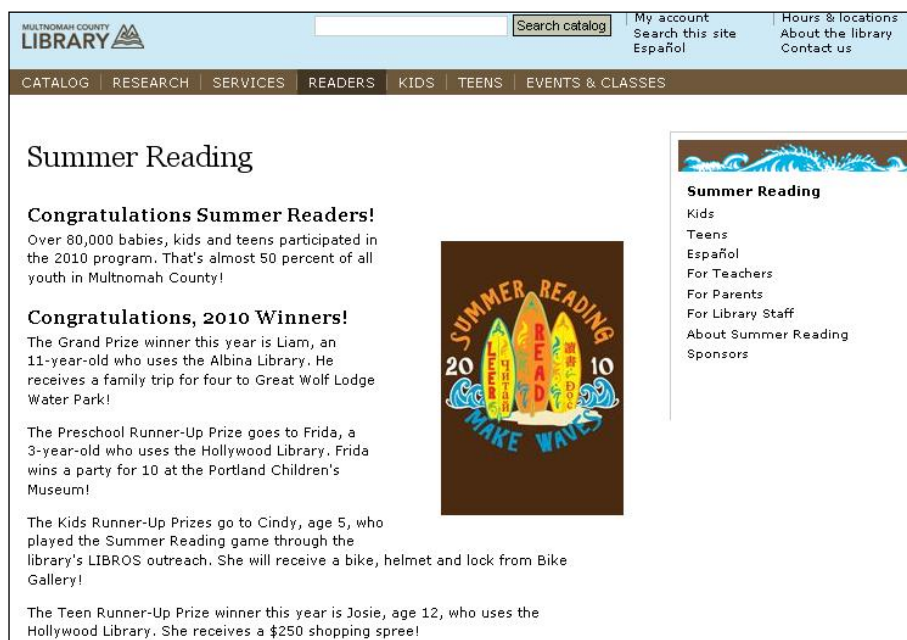 MULTNOMAH COUNTY
LIBRARY
Search catalog
My account
Search this site
Español
Hours & locations
About the library
Contact us
CATALOG | RESEARCH | SERVICES | READERS | KIDS | TEENS | EVENTS & CLASSES
Summer Reading
Congratulations Summer Readers!
Over 80,000 babies, kids and teens participated in
the 2010 program. That's almost 50 percent of all
youth in Multnomah County!
Congratulations, 2010 Winners!
The Grand Prize winner this year is Liam, an
11-year-old who uses the Albina Library. He
receives a family trip for four to Great Wolf Lodge
Water Park!
The Preschool Runner-Up Prize goes to Frida, a
3-year-old who uses the Hollywood Library. Frida
wins a party for 10 at the Portland Children's
Museum!
The Kids Runner-Up Prizes go to Cindy, age 5, who
played the Summer Reading game through the
library's LIBROS outreach. She will receive a bike, helmet and lock from Bike
Gallery!
The Teen Runner-Up Prize winner this year is Josie, age 12, who uses the
Hollywood Library. She receives a $250 shopping spree!
SUMMER READING
2010
LEER
ЧИТАЙ
READ
讀書
ĐỌC
MAKE WAVES
Summer Reading
Kids
Teens
Español
For Teachers
For Parents
For Library Staff
About Summer Reading
Sponsors